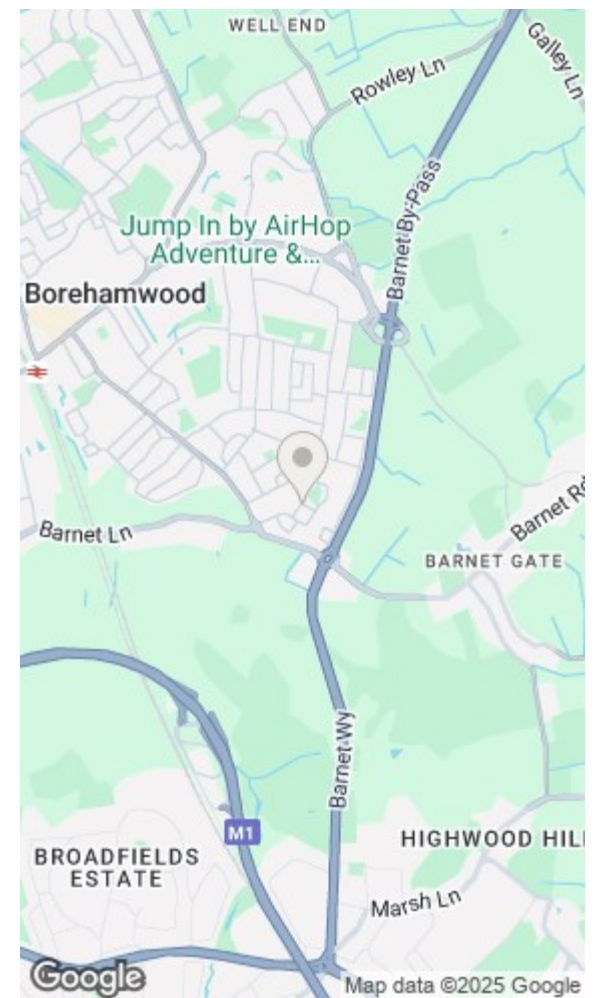 WELL END
Galley Ln
Rowley Ln
Barnet By-Pass
Jump In by AirHop
Adventure &...
Borehamwood
Barnet Rd
Barnet Ln
BARNET GATE
Barnet Wy
M1
HIGHWOOD HIL
BROADFIELDS
ESTATE
Marsh Ln
Google
Map data ©2025 Google